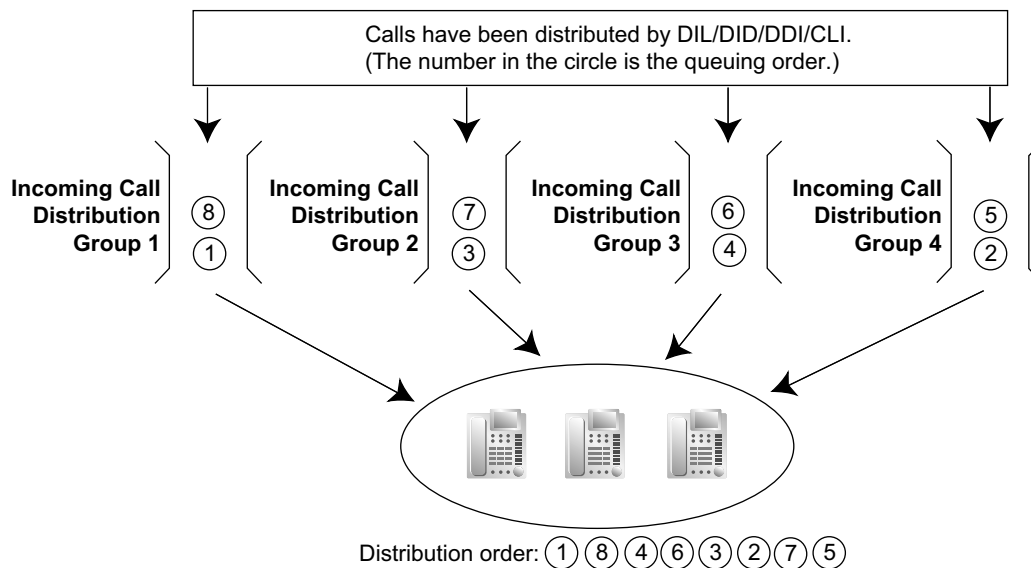 Calls have been distributed by DIL/DID/DDI/CLI.
(The number in the circle is the queuing order.)
Incoming Call
Distribution
Group 1
8
1
Incoming Call
Distribution
Group 2
7
3
Incoming Call
Distribution
Group 3
6
4
Incoming Call
Distribution
Group 4
5
2
Distribution order: 1 8 4 6 3 2 7 5